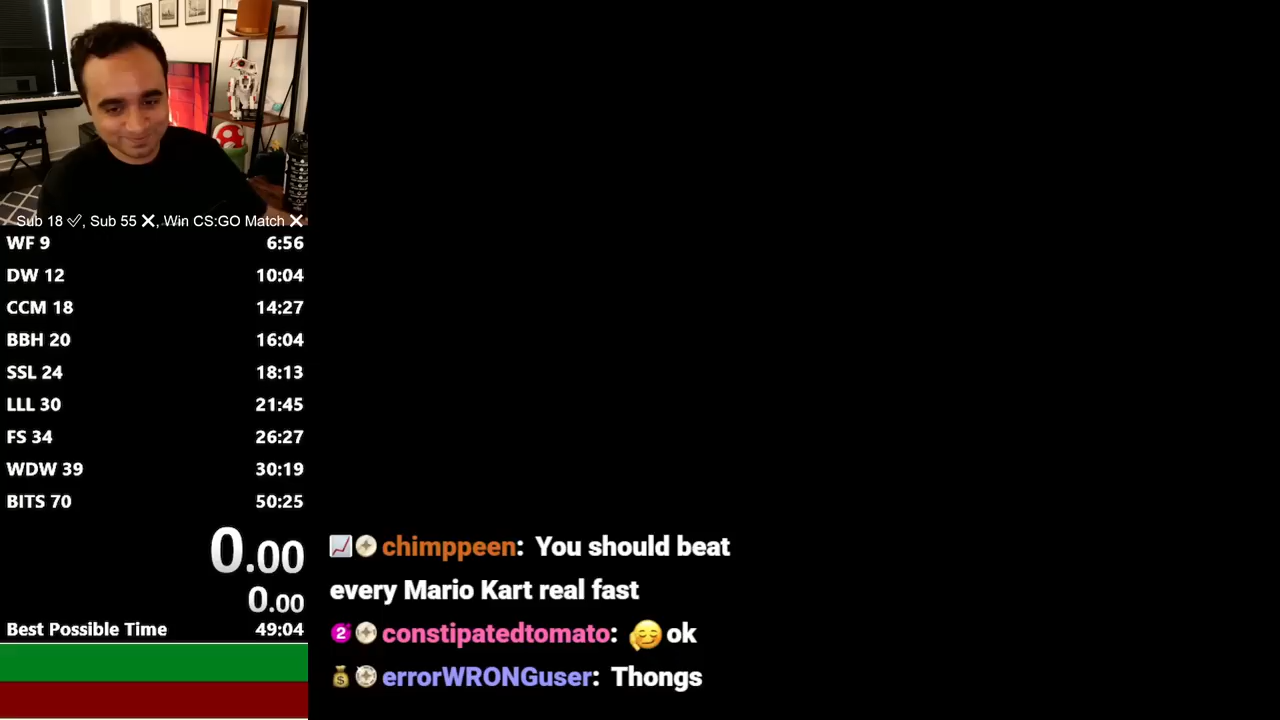 Sub 18 ✓, Sub 55 ✕, Win CS:GO Match ✕
WF 9 6:56
DW 12 10:04
CCM 18 14:27
BBH 20 16:04
SSL 24 18:13
LLL 30 21:45
FS 34 26:27
WDW 39 30:19
BITS 70 50:25
0.00
0.00
Best Possible Time 49:04
chimppeen: You should beat
every Mario Kart real fast
2 constipatedtomato: 🥳ok
errorWRONGuser: Thongs